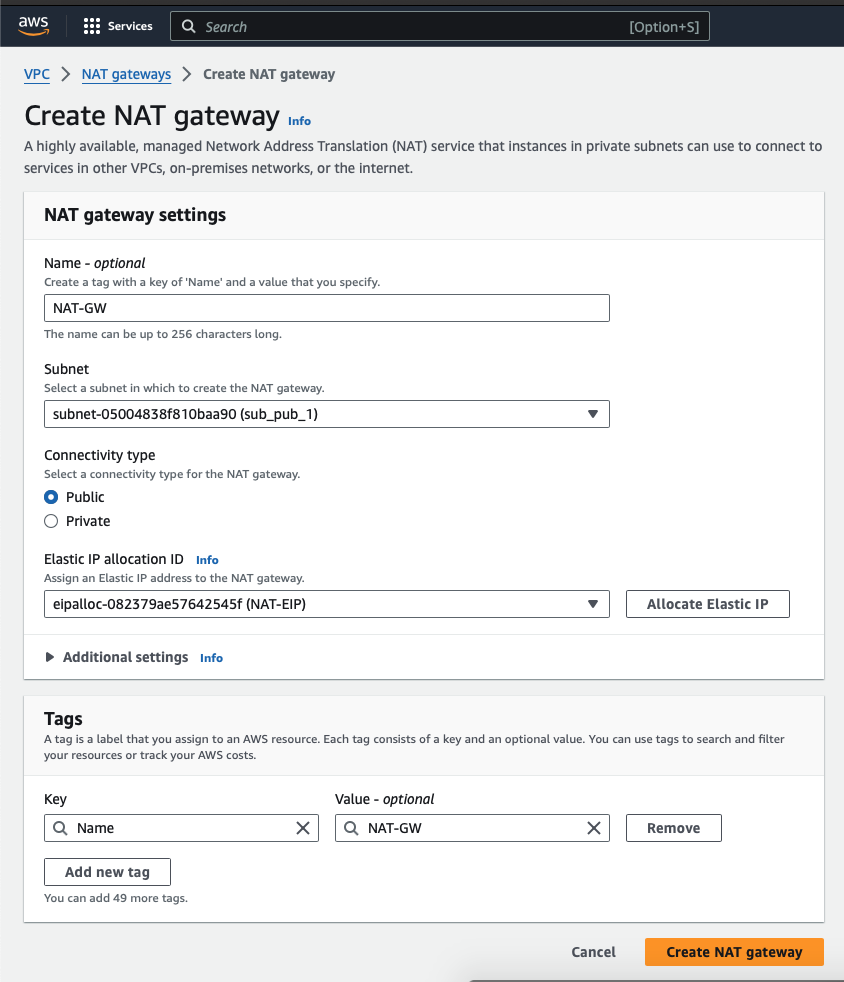 aws
Services
Search [Option+S]
VPC > NAT gateways > Create NAT gateway
Create NAT gateway Info
A highly available, managed Network Address Translation (NAT) service that instances in private subnets can use to connect to
services in other VPCs, on-premises networks, or the internet.
NAT gateway settings
Name - optional
Create a tag with a key of 'Name' and a value that you specify.
NAT-GW
The name can be up to 256 characters long.
Subnet
Select a subnet in which to create the NAT gateway.
subnet-05004838f810baa90 (sub_pub_1)
Connectivity type
Select a connectivity type for the NAT gateway.
Public
Private
Elastic IP allocation ID Info
Assign an Elastic IP address to the NAT gateway.
eipalloc-082379ae57642545f (NAT-EIP) Allocate Elastic IP
Additional settings Info
Tags
A tag is a label that you assign to an AWS resource. Each tag consists of a key and an optional value. You can use tags to search and filter
your resources or track your AWS costs.
Key Value - optional
Name NAT-GW Remove
Add new tag
You can add 49 more tags.
Cancel Create NAT gateway